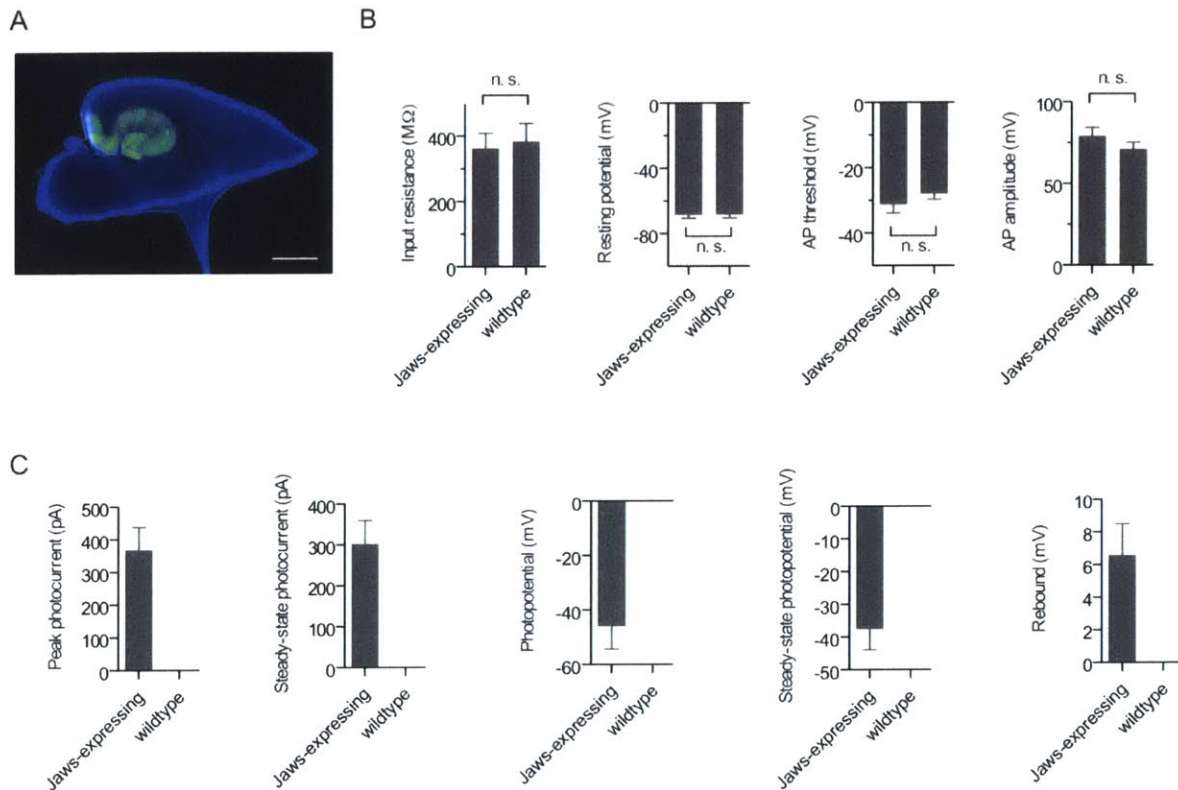 A
B
Input resistance (MΩ)
400
200
0
n. s.
Jaws-expressing
wildtype
Resting potential (mV)
0
-40
-80
n. s.
Jaws-expressing
wildtype
AP threshold (mV)
0
-20
-40
n. s.
Jaws-expressing
wildtype
AP amplitude (mV)
100
75
50
0
n. s.
Jaws-expressing
wildtype
C
Peak photocurrent (pA)
500
400
300
200
100
0
Jaws-expressing
wildtype
Steady-state photocurrent (pA)
400
300
200
100
0
Jaws-expressing
wildtype
Photopotential (mV)
0
-20
-40
-60
Jaws-expressing
wildtype
Steady-state photopotential (mV)
0
-10
-20
-30
-40
-50
Jaws-expressing
wildtype
Rebound (mV)
10
8
6
4
2
0
Jaws-expressing
wildtype